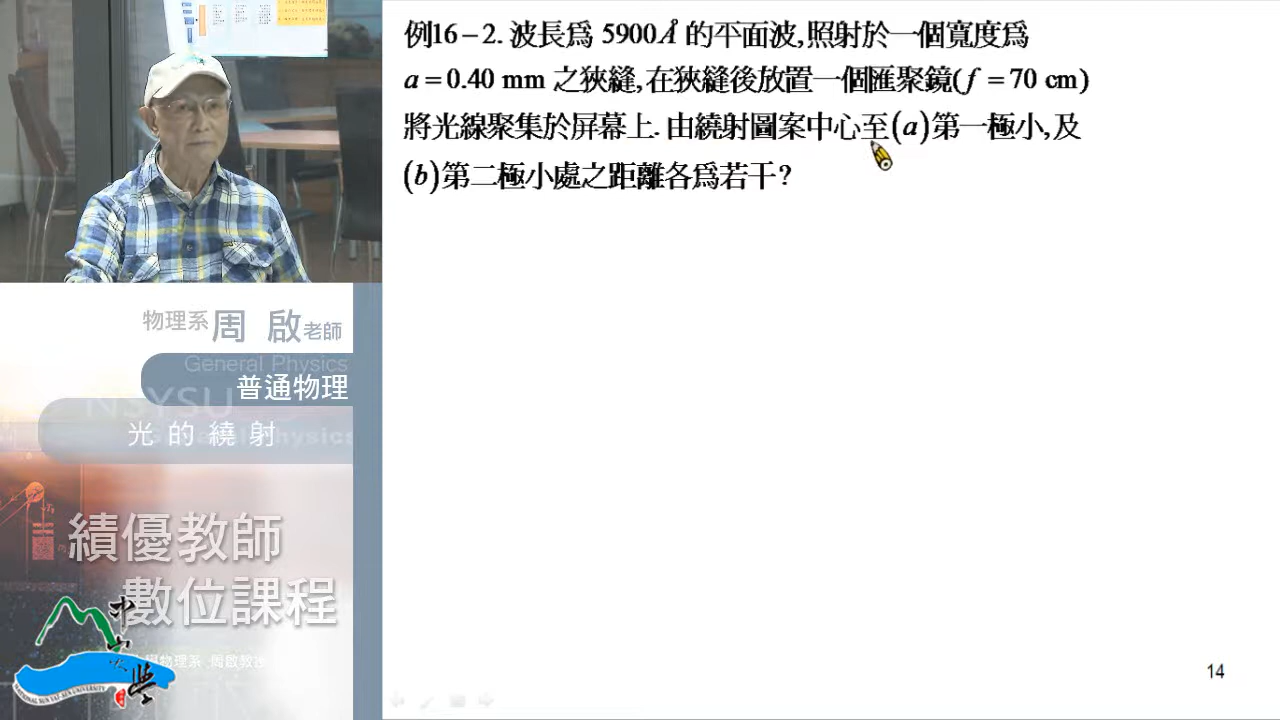 例16－2. 波長爲 5900Å 的平面波,照射於一個寬度爲
a = 0.40 mm 之狹縫, 在狹縫後放置一個匯聚鏡(f = 70 cm)
將光線聚集於屏幕上. 由繞射圖案中心至(a)第一極小, 及
(b)第二極小處之距離各爲若干?
物理系 周 啟 老師
General Physics
普通物理
NSYSU
光 的 繞 射
績優教師
數位課程
14